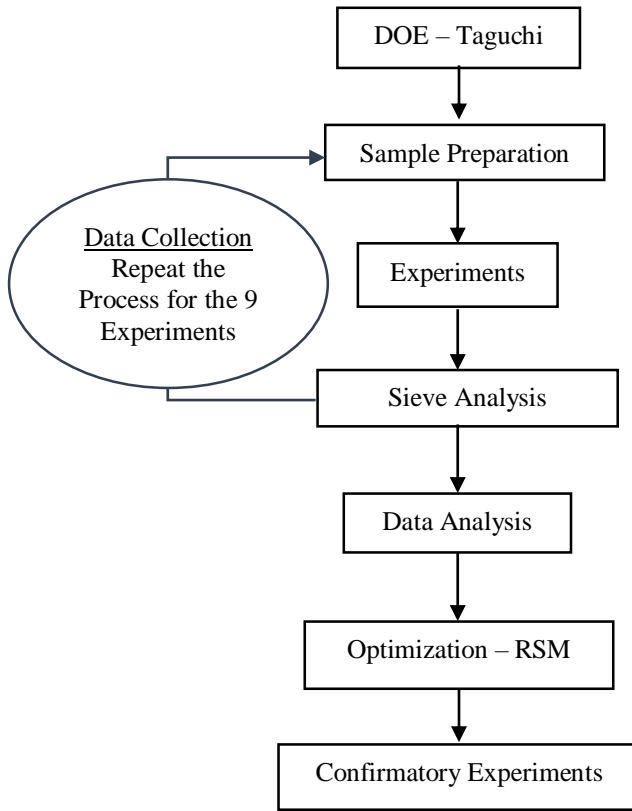 DOE – Taguchi
Sample Preparation
Data Collection
Repeat the
Process for the 9
Experiments
Experiments
Sieve Analysis
Data Analysis
Optimization – RSM
Confirmatory Experiments